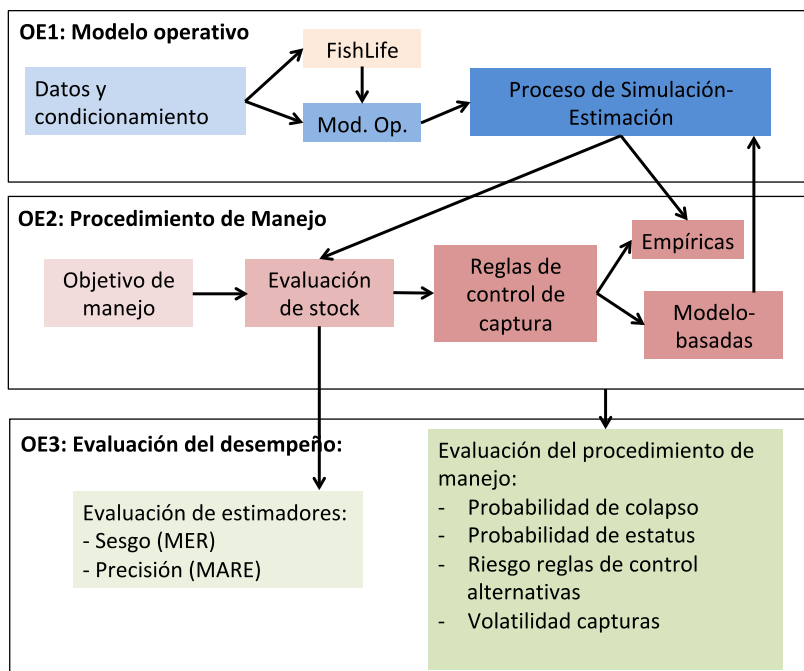 OE1: Modelo operativo
FishLife
Datos y
condicionamiento
Mod. Op.
Proceso de Simulación-
Estimación
OE2: Procedimiento de Manejo
Objetivo de
manejo
Evaluación
de stock
Reglas de
control de
captura
Empíricas
Modelo-
basadas
OE3: Evaluación del desempeño:
Evaluación de estimadores:
- Sesgo (MER)
- Precisión (MARE)
Evaluación del procedimiento de
manejo:
- Probabilidad de colapso
- Probabilidad de estatus
- Riesgo reglas de control
alternativas
- Volatilidad capturas